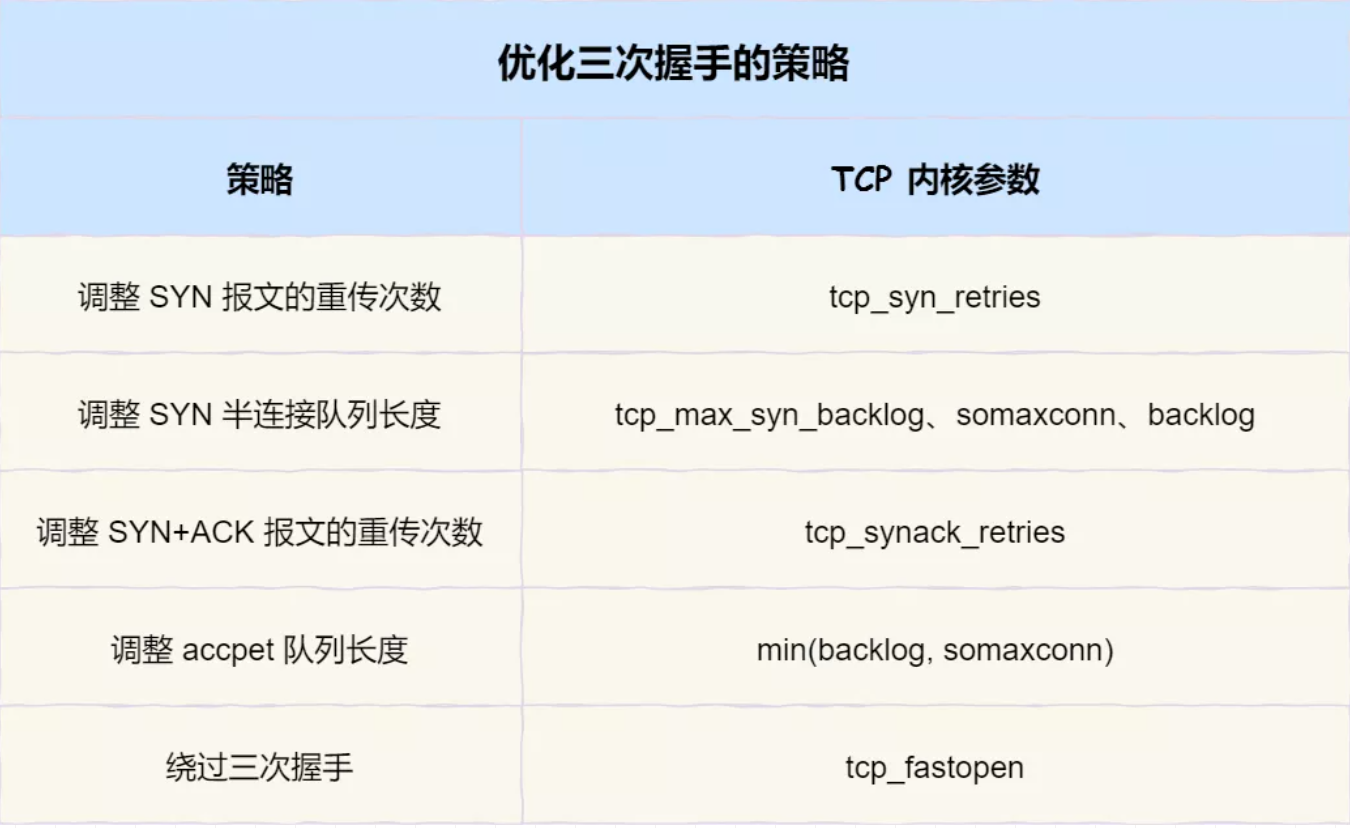 优化三次握手的策略
策略 TCP 内核参数
调整 SYN 报文的重传次数 tcp_syn_retries
调整 SYN 半连接队列长度 tcp_max_syn_backlog、somaxconn、backlog
调整 SYN+ACK 报文的重传次数 tcp_synack_retries
调整 accpet 队列长度 min(backlog, somaxconn)
绕过三次握手 tcp_fastopen